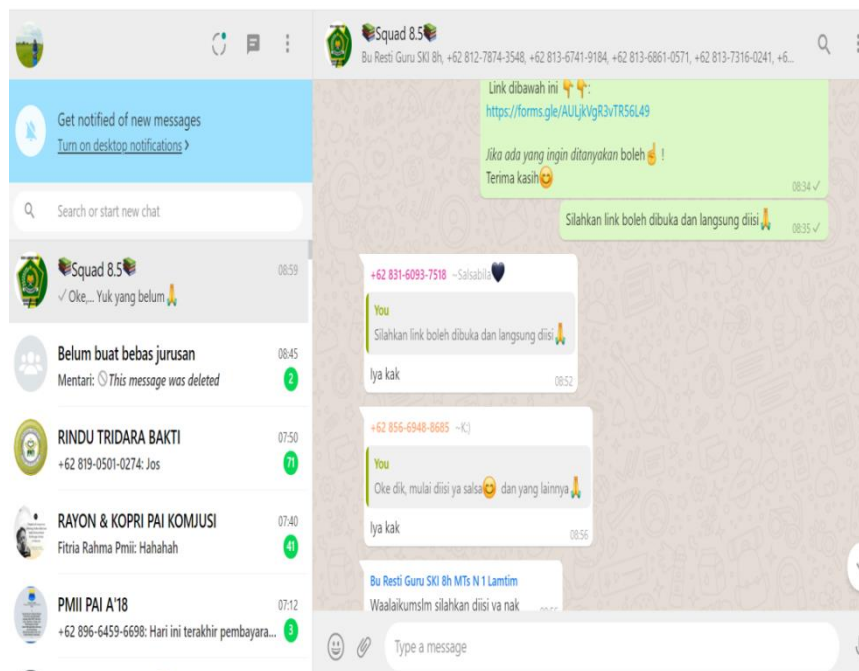 Get notified of new messages
Turn on desktop notifications >
Search or start new chat
📚Squad 8.5📚 08:59
✓ Oke,... Yuk yang belum 🙏
Belum buat bebas jurusan 08:45
Mentari: 🚫This message was deleted 2
RINDU TRIDARA BAKTI 07:50
+62 819-0501-0274: Jos 71
RAYON & KOPRI PAI KOMJUSI 07:40
Fitria Rahma Pmii: Hahahah 41
PMII PAI A'18 07:12
+62 896-6459-6698: Hari ini terakhir pembayara... 3
📚Squad 8.5📚
Bu Resti Guru SKI 8h, +62 812-7874-3548, +62 813-6741-9184, +62 813-6861-0571, +62 813-7316-0241, +6...
Link dibawah ini 👇👇:
https://forms.gle/AULjkVgR3vTR56L49
Jika ada yang ingin ditanyakan boleh☝️ !
Terima kasih😊
08:34 ✓
Silahkan link boleh dibuka dan langsung diisi🙏 08:35 ✓
+62 831-6093-7518 ~Salsabila🖤
You
Silahkan link boleh dibuka dan langsung diisi🙏
Iya kak 08:52
+62 856-6948-8685 ~K:)
You
Oke dik, mulai diisi ya salsa😊 dan yang lainnya🙏
Iya kak 08:56
Bu Resti Guru SKI 8h MTs N 1 Lamtim
Waalaikumslm silahkan diisi ya nak
Type a message